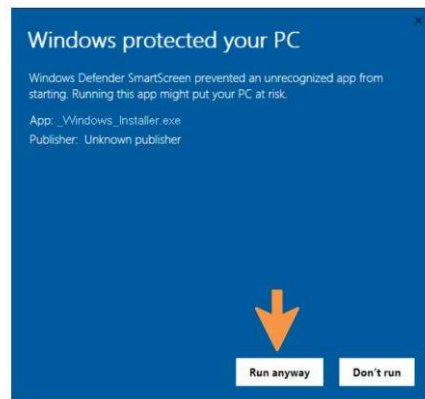 Windows protected your PC
Windows Defender SmartScreen prevented an unrecognized app from
starting. Running this app might put your PC at risk.
App: _Windows_Installer.exe
Publisher: Unknown publisher
Run anyway Don't run